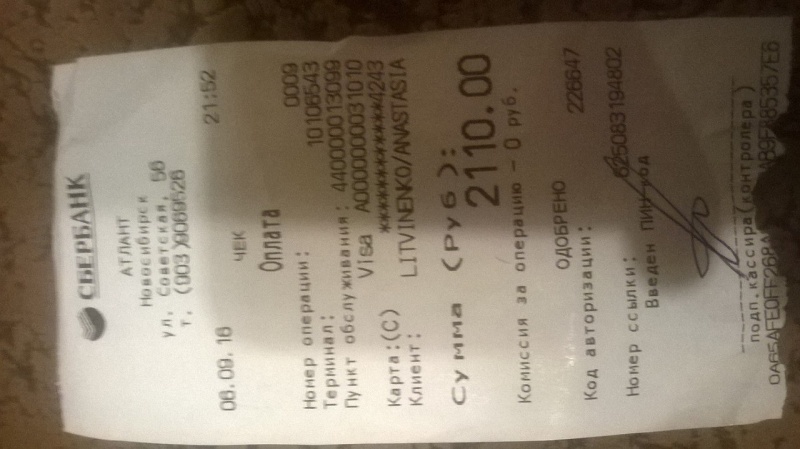 СБЕРБАНК
АТЛАНТ
Новосибирск
ул. Советская, 56
т. (003)9069526
06.09.16 21:52
ЧЕК
Оплата
Номер операции: 0009
Терминал: 10106543
Пункт обслуживания: 440000013099
Visa A0000000031010
Карта:(C) ************4243
Клиент: LITVINENKO/ANASTASIA
Сумма (Руб):
2110.00
Комиссия за операцию – 0 руб.
ОДОБРЕНО
Код авторизации: 226647
Номер ссылки: 625083194802
Введен ПИН-код
подп.кассира(контролера)